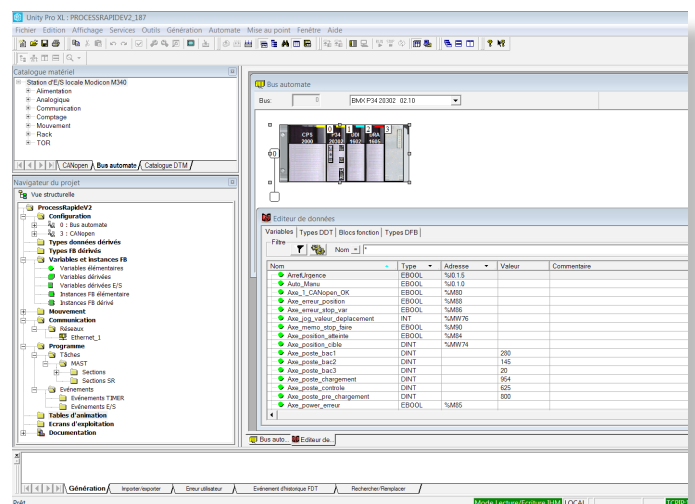 Unity Pro XL : PROCESSRAPIDEV2_187
Fichier Edition Affichage Services Outils Génération Automate Mise au point Fenêtre Aide
Catalogue matériel
Station d'E/S locale Modicon M340
Alimentation
Analogique
Communication
Comptage
Mouvement
Rack
TOR
CANopen Bus automate Catalogue DTM
Navigateur du projet
Vue structurelle
ProcessRapideV2
Configuration
0 : Bus automate
3 : CANopen
Types données dérivés
Types FB dérivés
Variables et instances FB
Variables élémentaires
Variables dérivées
Variables dérivées E/S
Instances FB élémentaire
Instances FB dérivé
Mouvement
Communication
Réseaux
Ethernet_1
Programme
Tâches
MAST
Sections
Sections SR
Evénements
Evénements TIMER
Evénements E/S
Tables d'animation
Ecrans d'exploitation
Documentation
Bus automate
Bus: 0 BMX P34 20302 02.10
0 1 2 3
CPS P34 DDI DRA
2000 20302 1602 1605
0
Editeur de données
Variables Types DDT Blocs fonction Types DFB
Filtre
Nom = *
Nom Type Adresse Valeur Commentaire
ArretUrgence EBOOL %I0.1.5
Auto_Manu EBOOL %I0.1.0
Axe_1_CANopen_OK EBOOL %M80
Axe_erreur_position EBOOL %M88
Axe_erreur_stop_var EBOOL %M86
Axe_jog_valeur_deplacement INT %MW76
Axe_memo_stop_faire EBOOL %M90
Axe_position_atteinte EBOOL %M84
Axe_position_cible DINT %MW74
Axe_poste_bac1 DINT 280
Axe_poste_bac2 DINT 145
Axe_poste_bac3 DINT 20
Axe_poste_chargement DINT 954
Axe_poste_controle DINT 625
Axe_poste_pre_chargement DINT 800
Axe_power_erreur EBOOL %M85
Bus auto... Editeur de...
Génération Importer/exporter Erreur utilisateur Evénement d'historique FDT Rechercher/Remplacer
Prêt Mode Lecture/Ecriture IHM LOCAL TCPIP: